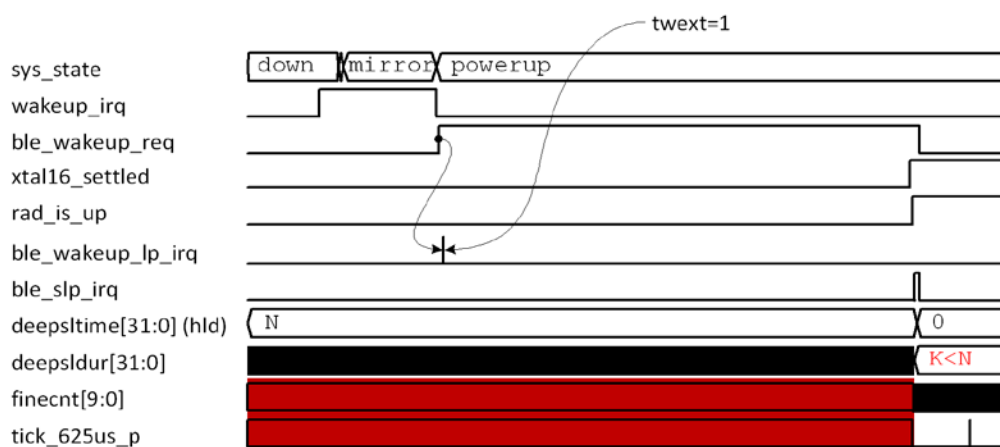 twext=1
sys_state down mirror powerup
wakeup_irq
ble_wakeup_req
xtal16_settled
rad_is_up
ble_wakeup_lp_irq
ble_slp_irq
deepsltime[31:0] (hld) N 0
deepsldur[31:0] K<N
finecnt[9:0]
tick_625us_p